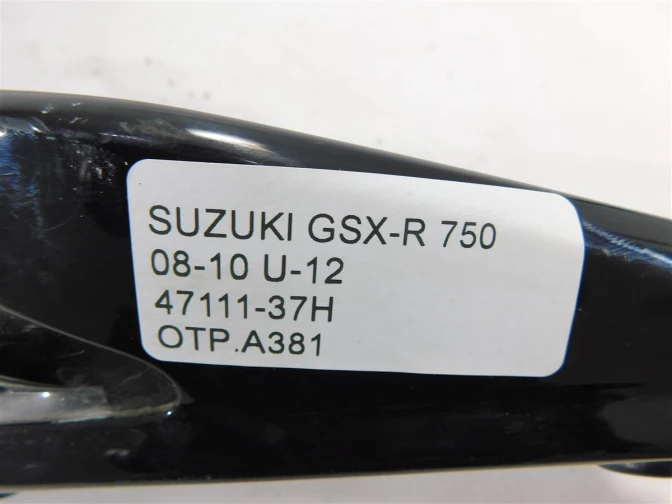 SUZUKI GSX-R 750
08-10 U-12
47111-37H
OTP.A381